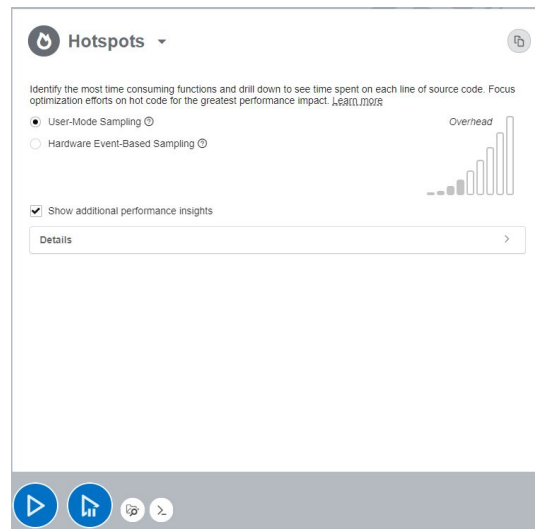 Hotspots
Identify the most time consuming functions and drill down to see time spent on each line of source code. Focus
optimization efforts on hot code for the greatest performance impact. Learn more
User-Mode Sampling
Overhead
Hardware Event-Based Sampling
Show additional performance insights
Details